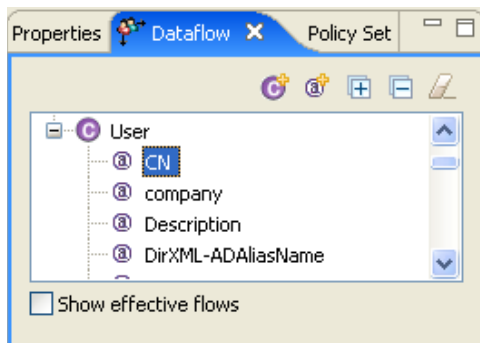 Properties Dataflow Policy Set
User
CN
company
Description
DirXML-ADAliasName
Show effective flows